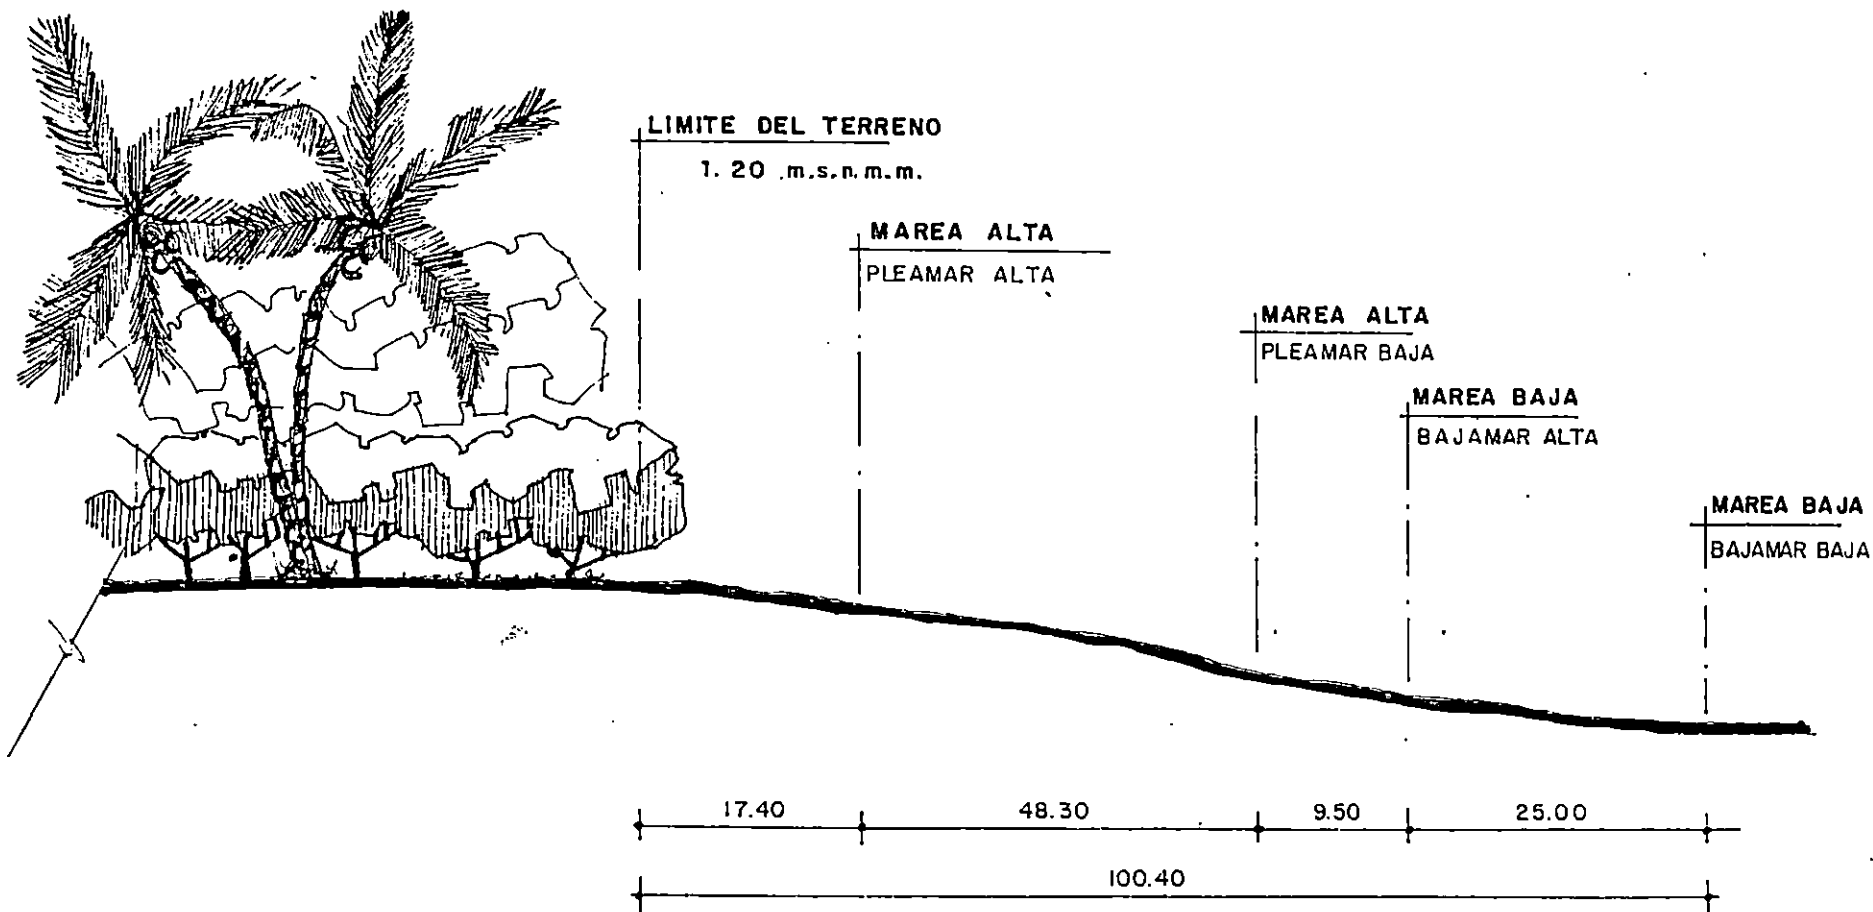 LIMITE DEL TERRENO
1.20 m.s.n.m.m.
MAREA ALTA
PLEAMAR ALTA
MAREA ALTA
PLEAMAR BAJA
MAREA BAJA
BAJAMAR ALTA
MAREA BAJA
BAJAMAR BAJA
17.40 48.30 9.50 25.00
100.40